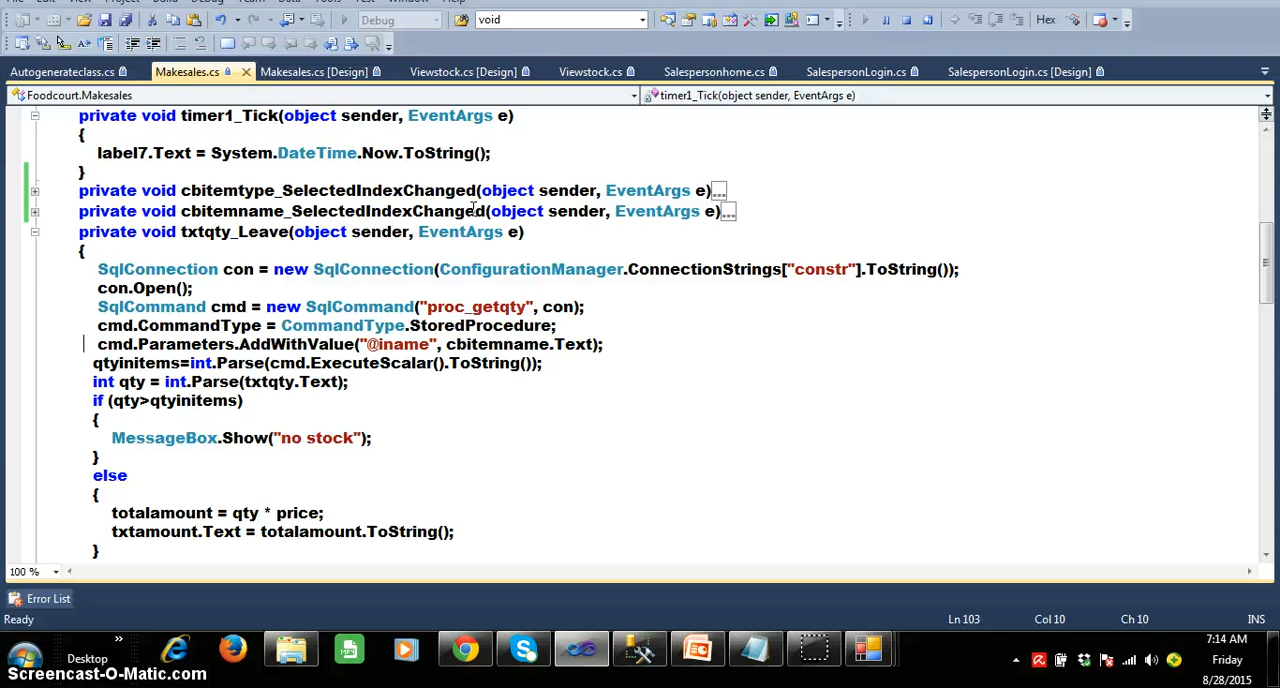 Debug
void
Hex
Autogenerateclass.cs
Makesales.cs
Makesales.cs [Design]
Viewstock.cs [Design]
Viewstock.cs
Salespersonhome.cs
SalespersonLogin.cs
SalespersonLogin.cs [Design]
Foodcourt.Makesales
timer1_Tick(object sender, EventArgs e)
private void timer1_Tick(object sender, EventArgs e)
{
label7.Text = System.DateTime.Now.ToString();
}
private void cbitemtype_SelectedIndexChanged(object sender, EventArgs e)...
private void cbitemname_SelectedIndexChanged(object sender, EventArgs e)...
private void txtqty_Leave(object sender, EventArgs e)
{
SqlConnection con = new SqlConnection(ConfigurationManager.ConnectionStrings["constr"].ToString());
con.Open();
SqlCommand cmd = new SqlCommand("proc_getqty", con);
cmd.CommandType = CommandType.StoredProcedure;
cmd.Parameters.AddWithValue("@iname", cbitemname.Text);
qtyinitems=int.Parse(cmd.ExecuteScalar().ToString());
int qty = int.Parse(txtqty.Text);
if (qty>qtyinitems)
{
MessageBox.Show("no stock");
}
else
{
totalamount = qty * price;
txtamount.Text = totalamount.ToString();
}
100 %
Error List
Ready
Ln 103
Col 10
Ch 10
INS
Desktop
7:14 AM
Friday
8/28/2015
Screencast-O-Matic.com